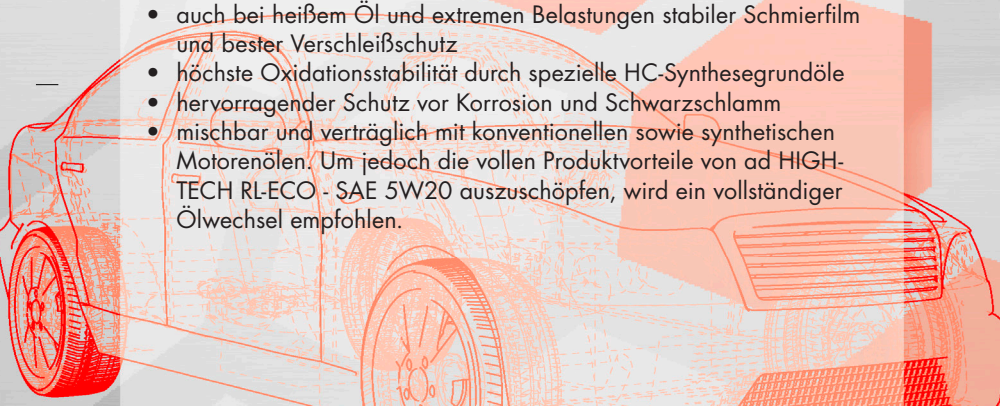 • auch bei heißem Öl und extremen Belastungen stabiler Schmierfilm
und bester Verschleißschutz
• höchste Oxidationsstabilität durch spezielle HC-Synthesegrundöle
• hervorragender Schutz vor Korrosion und Schwarzschlamm
• mischbar und verträglich mit konventionellen sowie synthetischen
Motorenölen. Um jedoch die vollen Produktvorteile von ad HIGH-
TECH RL-ECO - SAE 5W20 auszuschöpfen, wird ein vollständiger
Ölwechsel empfohlen.